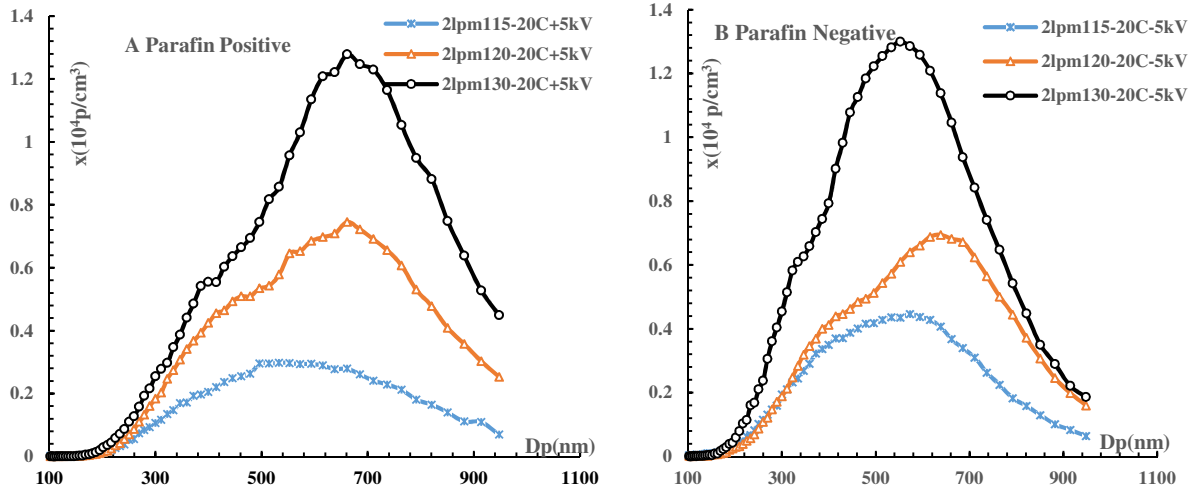 A Parafin Positive
2lpm115-20C+5kV
2lpm120-20C+5kV
2lpm130-20C+5kV
x(10⁴p/cm³)
1.4
1.2
1
0.8
0.6
0.4
0.2
0
100 300 500 700 900 1100
Dp(nm)
B Parafin Negative
2lpm115-20C-5kV
2lpm120-20C-5kV
2lpm130-20C-5kV
x(10⁴ p/cm³)
1.4
1.2
1
0.8
0.6
0.4
0.2
0
100 300 500 700 900 1100
Dp(nm)